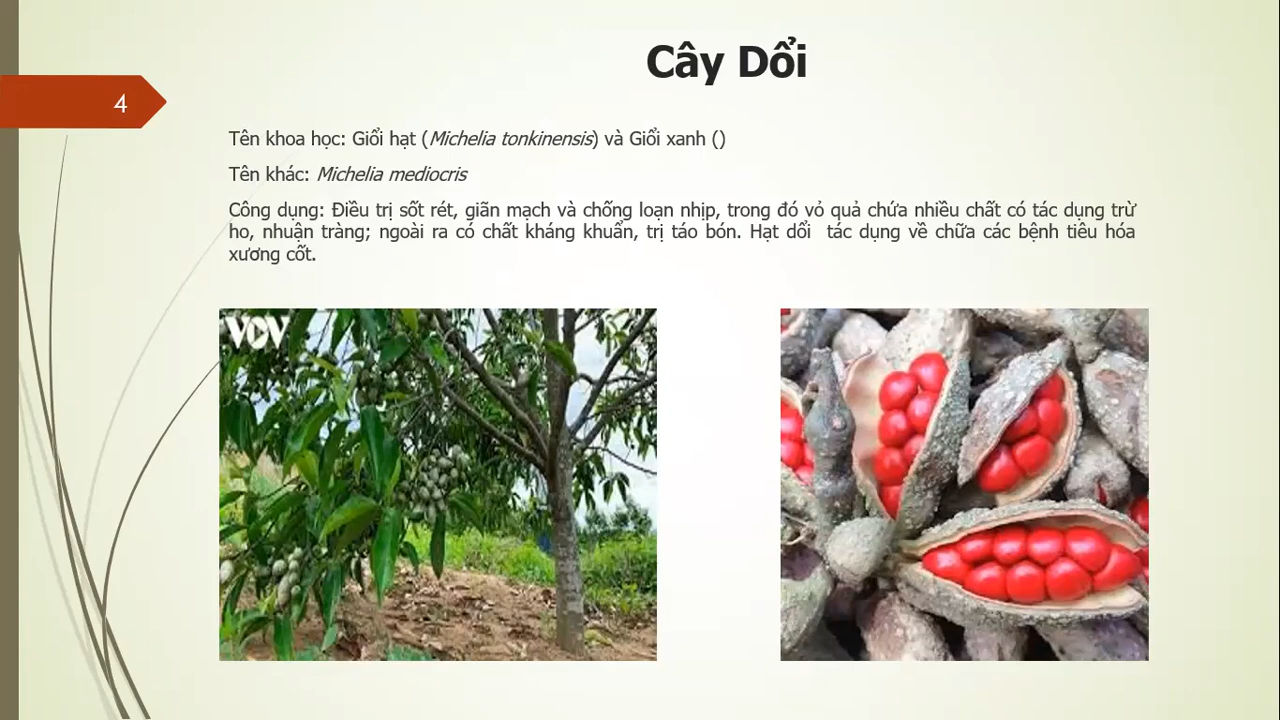 Cây Dổi
4
Tên khoa học: Giổi hạt (Michelia tonkinensis) và Giổi xanh ()
Tên khác: Michelia mediocris
Công dụng: Điều trị sốt rét, giãn mạch và chống loạn nhịp, trong đó vỏ quả chứa nhiều chất có tác dụng trừ
ho, nhuận tràng; ngoài ra có chất kháng khuẩn, trị táo bón. Hạt dổi  tác dụng về chữa các bệnh tiêu hóa
xương cốt.
VOV